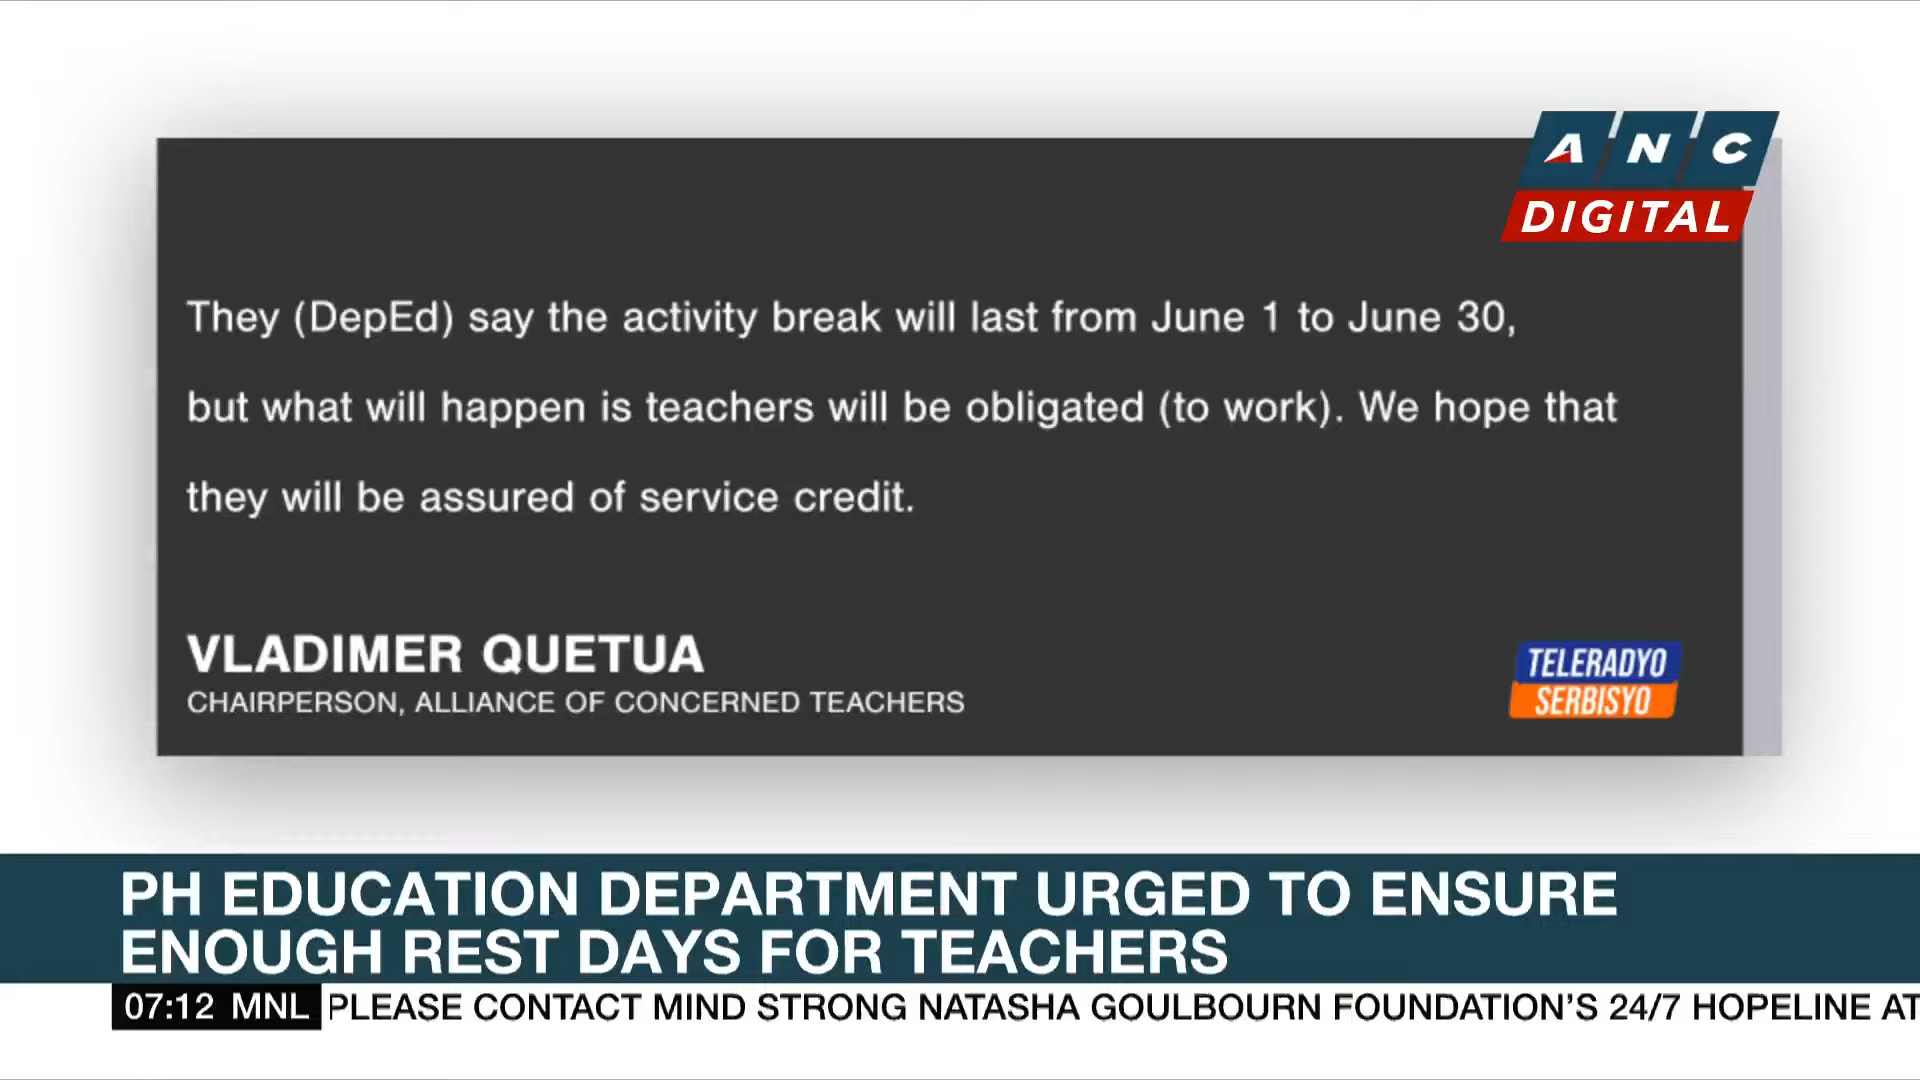 ANC
DIGITAL
They (DepEd) say the activity break will last from June 1 to June 30,
but what will happen is teachers will be obligated (to work). We hope that
they will be assured of service credit.
VLADIMER QUETUA
CHAIRPERSON, ALLIANCE OF CONCERNED TEACHERS
TELERADYO
SERBISYO
PH EDUCATION DEPARTMENT URGED TO ENSURE
ENOUGH REST DAYS FOR TEACHERS
07:12 MNL PLEASE CONTACT MIND STRONG NATASHA GOULBOURN FOUNDATION'S 24/7 HOPELINE AT